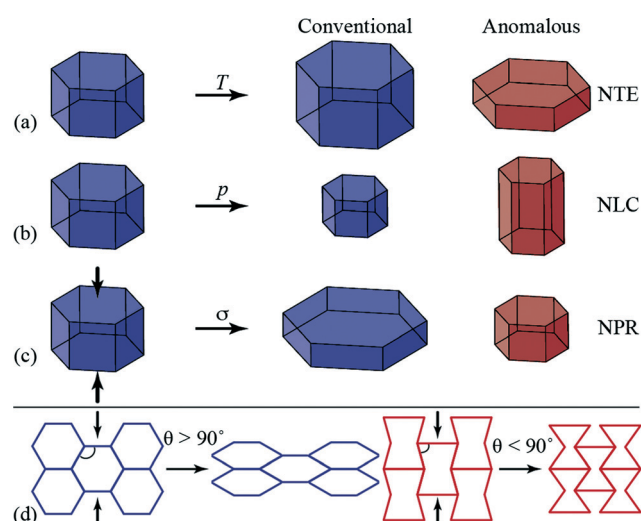 Conventional Anomalous
(a) T NTE
(b) p NLC
(c) σ NPR
(d) θ > 90° θ < 90°